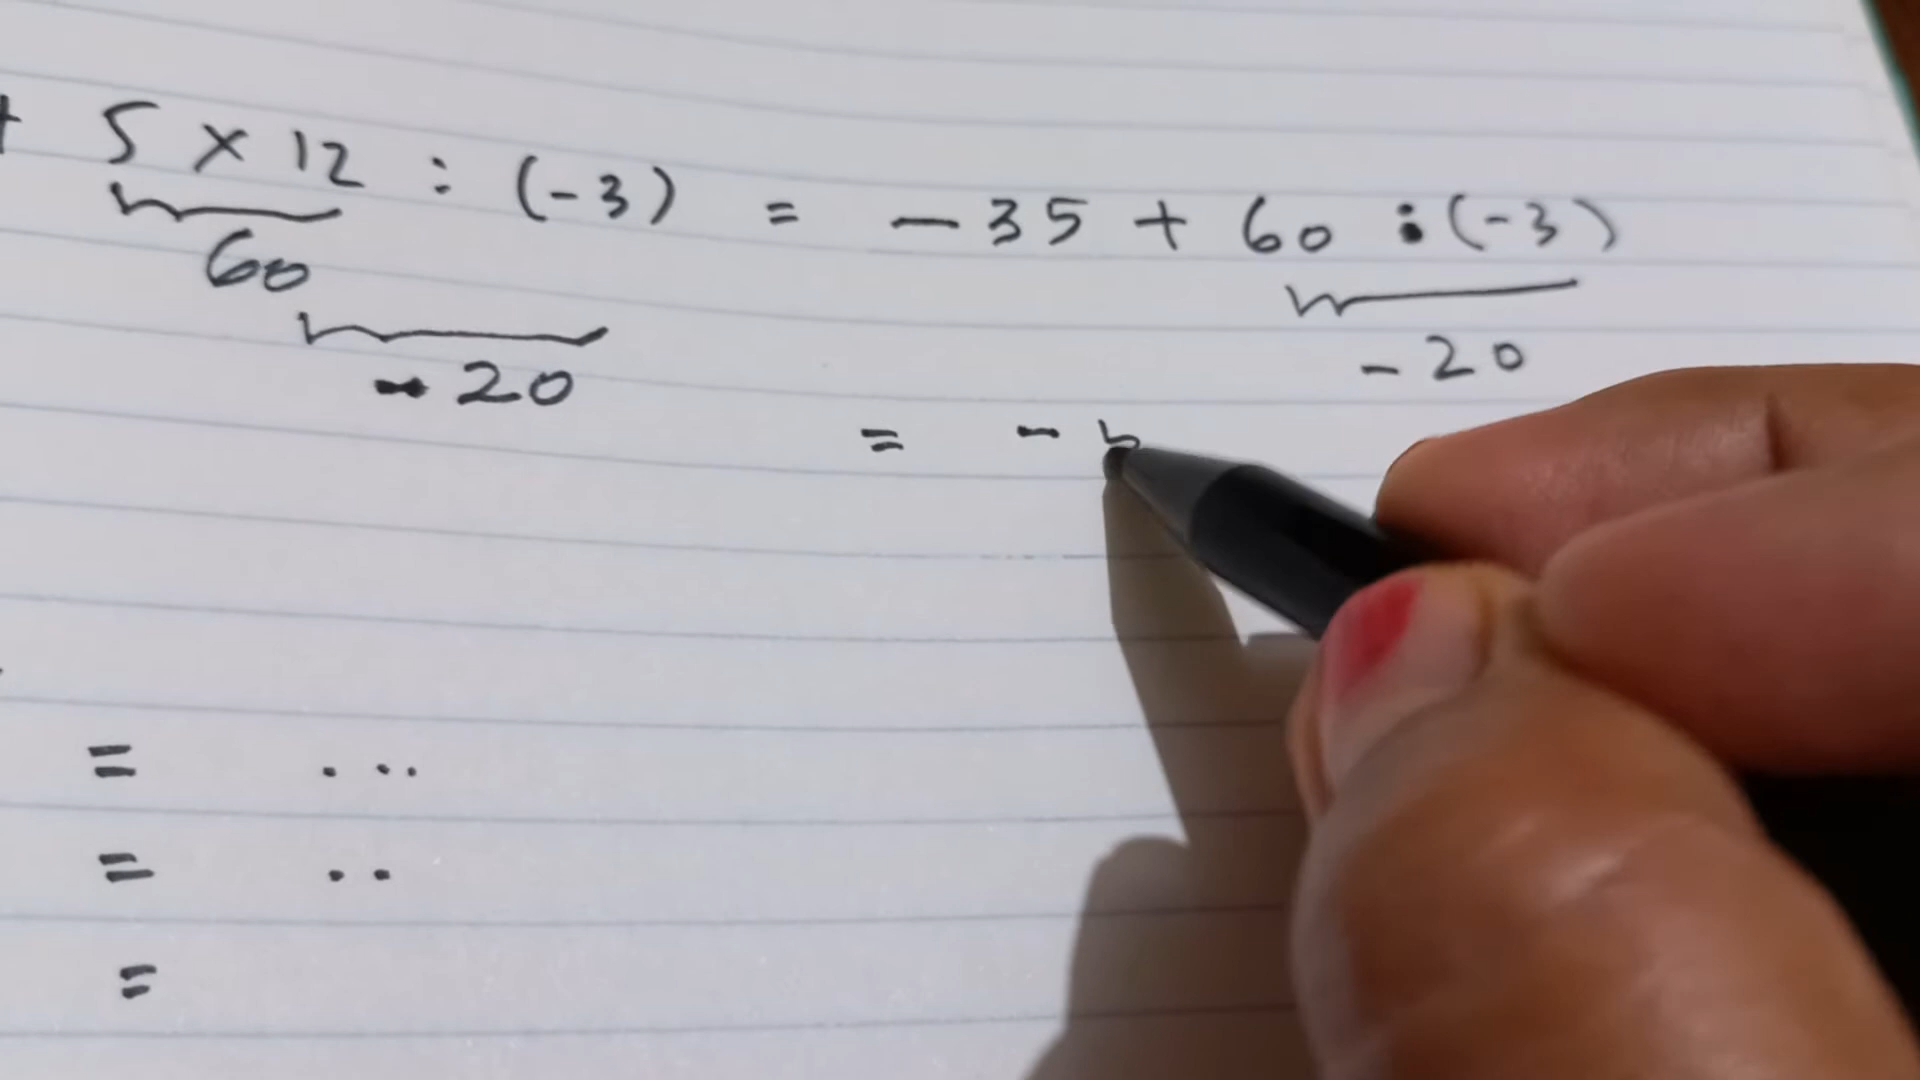 + 5 × 12 : (-3) = - 35 + 60 : (-3)
60
- 20 - 20
= -
= ...
= ..
=